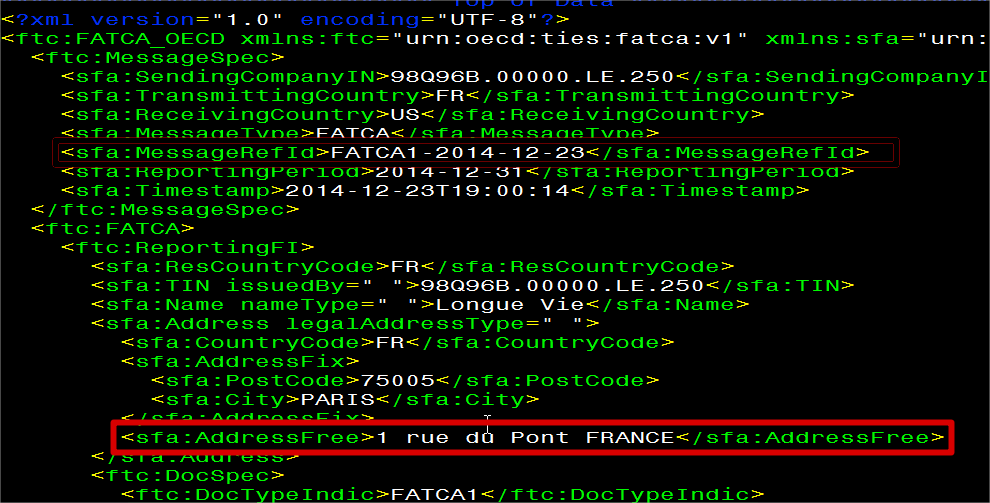 Top of Data
<?xml version="1.0" encoding="UTF-8"?>
<ftc:FATCA_OECD xmlns:ftc="urn:oecd:ties:fatca:v1" xmlns:sfa="urn:
<ftc:MessageSpec>
<sfa:SendingCompanyIN>98Q96B.00000.LE.250</sfa:SendingCompanyI
<sfa:TransmittingCountry>FR</sfa:TransmittingCountry>
<sfa:ReceivingCountry>US</sfa:ReceivingCountry>
<sfa:MessageType>FATCA</sfa:MessageType>
<sfa:MessageRefId>FATCA1-2014-12-23</sfa:MessageRefId>
<sfa:ReportingPeriod>2014-12-31</sfa:ReportingPeriod>
<sfa:Timestamp>2014-12-23T19:00:14</sfa:Timestamp>
</ftc:MessageSpec>
<ftc:FATCA>
<ftc:ReportingFI>
<sfa:ResCountryCode>FR</sfa:ResCountryCode>
<sfa:TIN issuedBy=" ">98Q96B.00000.LE.250</sfa:TIN>
<sfa:Name nameType=" ">Longue Vie</sfa:Name>
<sfa:Address legalAddressType=" ">
<sfa:CountryCode>FR</sfa:CountryCode>
<sfa:AddressFix>
<sfa:PostCode>75005</sfa:PostCode>
<sfa:City>PARIS</sfa:City>
</sfa:AddressFix>
<sfa:AddressFree>1 rue du Pont FRANCE</sfa:AddressFree>
</sfa:Address>
<ftc:DocSpec>
<ftc:DocTypeIndic>FATCA1</ftc:DocTypeIndic>